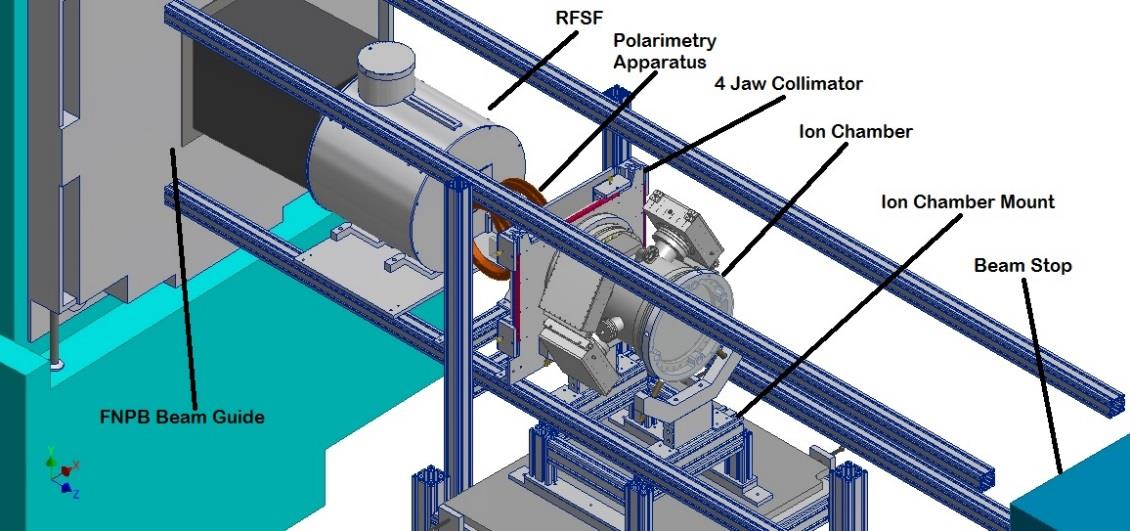 RFSF
Polarimetry
Apparatus
4 Jaw Collimator
Ion Chamber
Ion Chamber Mount
Beam Stop
FNPB Beam Guide
Y
X
Z